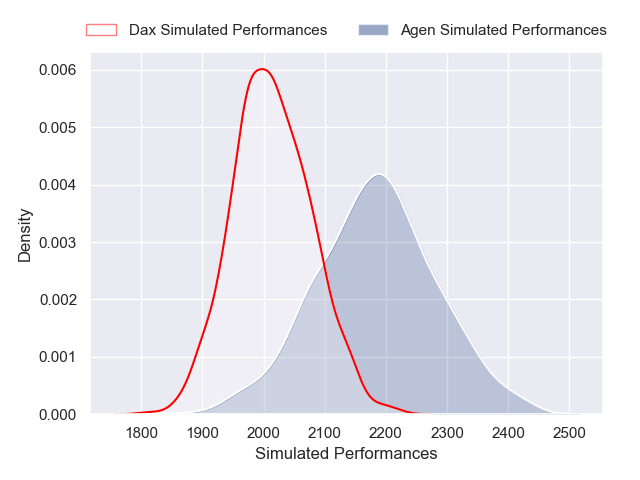 Dax Simulated Performances
Agen Simulated Performances
0.006
0.005
0.004
0.003
0.002
0.001
0.000
Density
1800 1900 2000 2100 2200 2300 2400 2500
Simulated Performances